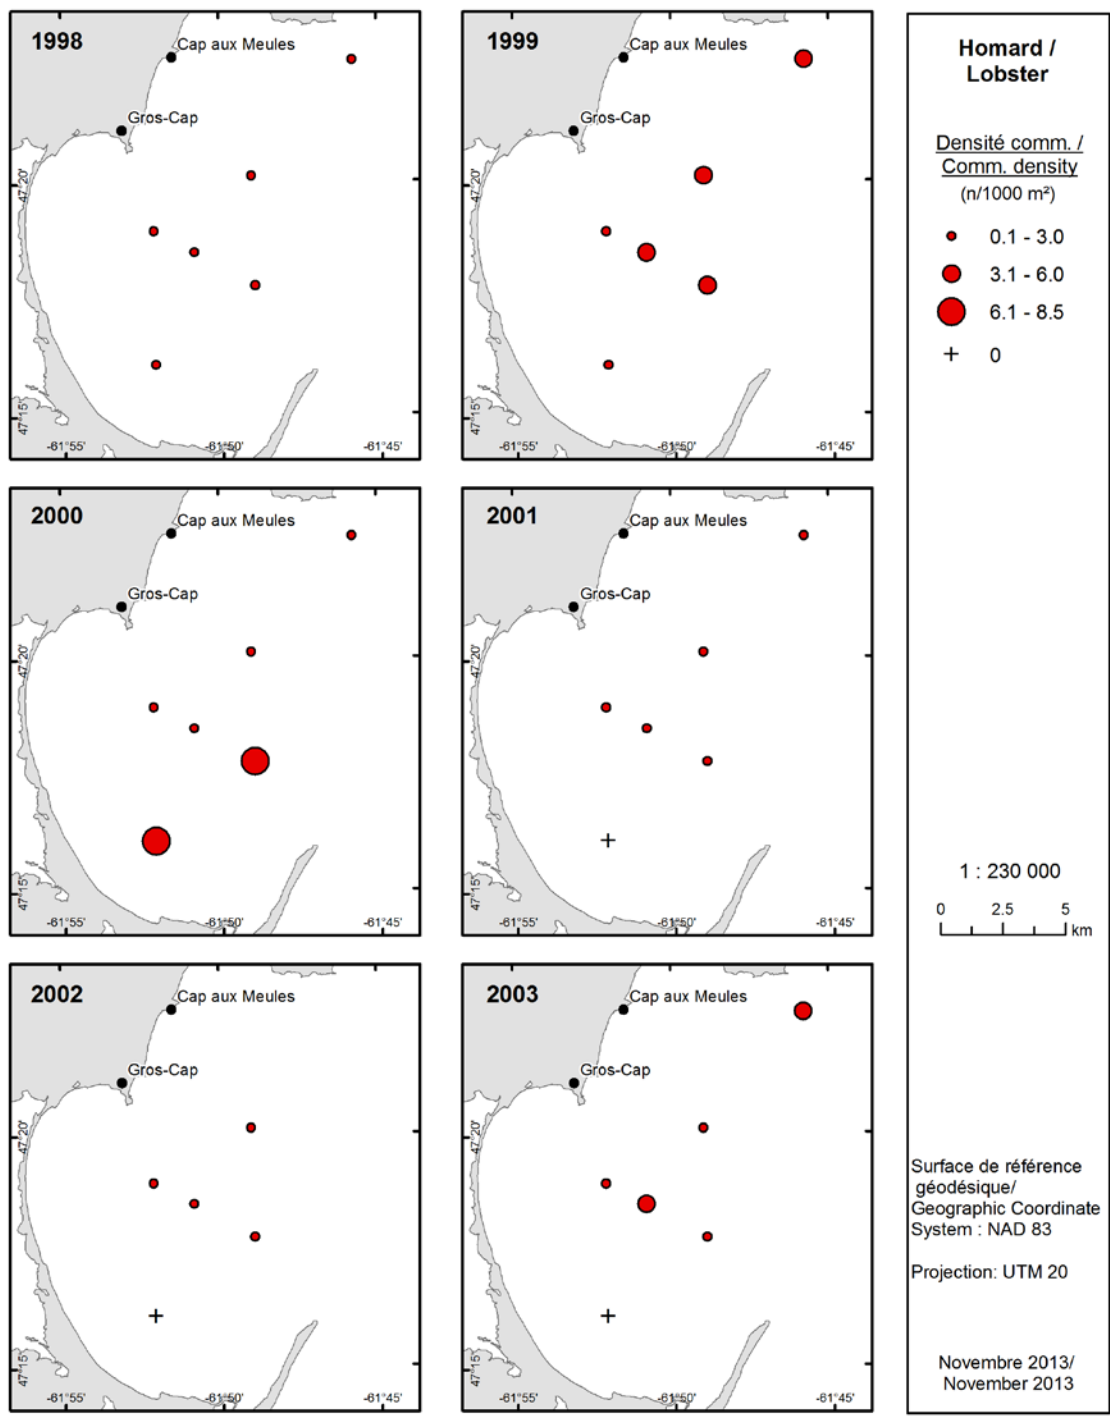 1998
Cap aux Meules
Gros-Cap
47°20'
47°15'
-61°55'
-61°50'
-61°45'
1999
Cap aux Meules
Gros-Cap
47°20'
47°15'
-61°55'
-61°50'
-61°45'
2000
Cap aux Meules
Gros-Cap
47°20'
47°15'
-61°55'
-61°50'
-61°45'
2001
Cap aux Meules
Gros-Cap
47°20'
47°15'
-61°55'
-61°50'
-61°45'
2002
Cap aux Meules
Gros-Cap
47°20'
47°15'
-61°55'
-61°50'
-61°45'
2003
Cap aux Meules
Gros-Cap
47°20'
47°15'
-61°55'
-61°50'
-61°45'
Homard /
Lobster
Densité comm. /
Comm. density
(n/1000 m²)
0.1 - 3.0
3.1 - 6.0
6.1 - 8.5
0
1 : 230 000
0 2.5 5
km
Surface de référence
géodésique/
Geographic Coordinate
System : NAD 83
Projection: UTM 20
Novembre 2013/
November 2013